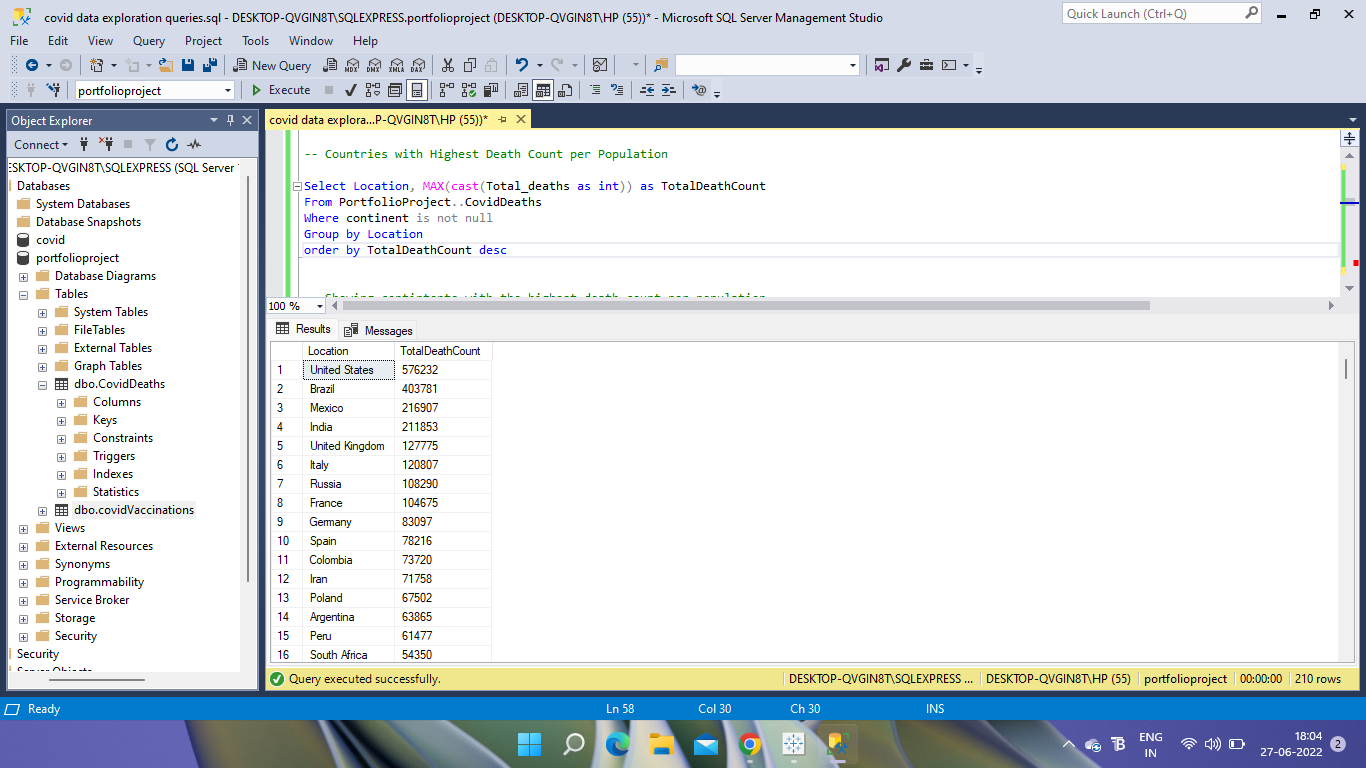 covid data exploration queries.sql - DESKTOP-QVGIN8T\SQLEXPRESS.portfolioproject (DESKTOP-QVGIN8T\HP (55))* - Microsoft SQL Server Management Studio
Quick Launch (Ctrl+Q)
File Edit View Query Project Tools Window Help
New Query MDX DMX XMLA DAX
portfolioproject Execute
Object Explorer
Connect
ESKTOP-QVGIN8T\SQLEXPRESS (SQL Server
Databases
System Databases
Database Snapshots
covid
portfolioproject
Database Diagrams
Tables
System Tables
FileTables
External Tables
Graph Tables
dbo.CovidDeaths
Columns
Keys
Constraints
Triggers
Indexes
Statistics
dbo.covidVaccinations
Views
External Resources
Synonyms
Programmability
Service Broker
Storage
Security
Security
Server Objects
covid data explora...P-QVGIN8T\HP (55))*
-- Countries with Highest Death Count per Population
Select Location, MAX(cast(Total_deaths as int)) as TotalDeathCount
From PortfolioProject..CovidDeaths
Where continent is not null
Group by Location
order by TotalDeathCount desc
100 %
Results Messages
Location TotalDeathCount
1 United States 576232
2 Brazil 403781
3 Mexico 216907
4 India 211853
5 United Kingdom 127775
6 Italy 120807
7 Russia 108290
8 France 104675
9 Germany 83097
10 Spain 78216
11 Colombia 73720
12 Iran 71758
13 Poland 67502
14 Argentina 63865
15 Peru 61477
16 South Africa 54350
Query executed successfully. DESKTOP-QVGIN8T\SQLEXPRESS ... DESKTOP-QVGIN8T\HP (55) portfolioproject 00:00:00 210 rows
Ready Ln 58 Col 30 Ch 30 INS
ENG
IN
18:04
27-06-2022
2